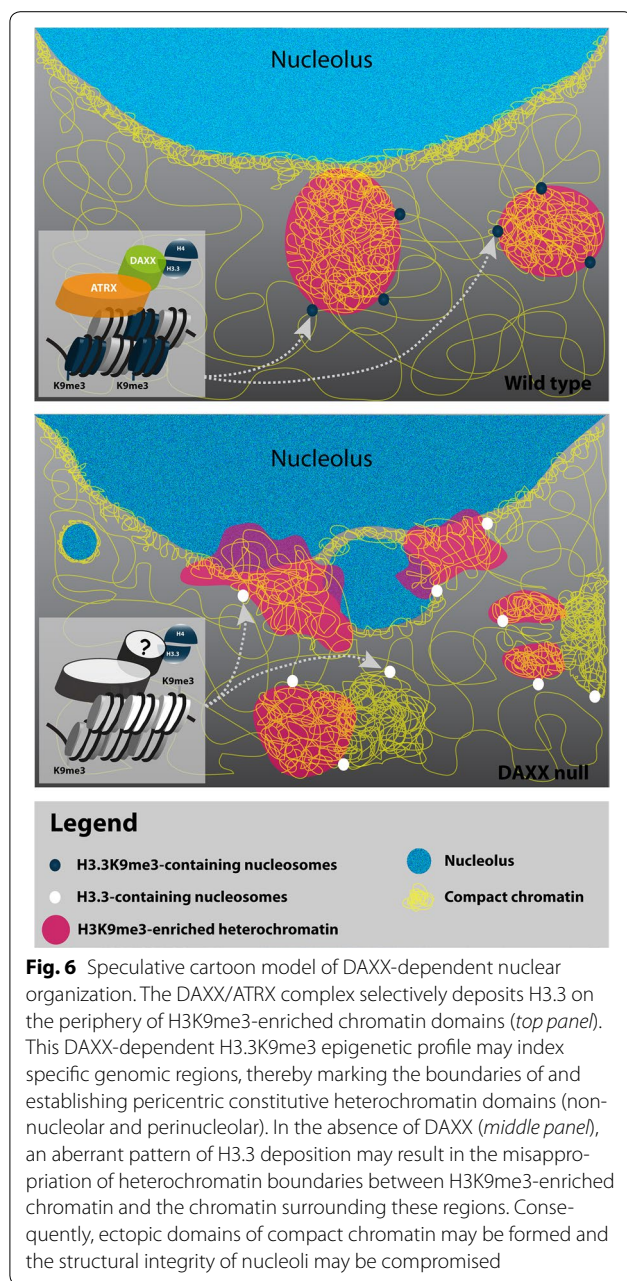 Nucleolus
H4
DAXX
H3.3
ATRX
K9me3 K9me3
Wild type
Nucleolus
H4
?
H3.3
K9me3
K9me3
DAXX null
Legend
H3.3K9me3-containing nucleosomes
Nucleolus
H3.3-containing nucleosomes
Compact chromatin
H3K9me3-enriched heterochromatin
Fig. 6 Speculative cartoon model of DAXX-dependent nuclear
organization. The DAXX/ATRX complex selectively deposits H3.3 on
the periphery of H3K9me3-enriched chromatin domains (top panel).
This DAXX-dependent H3.3K9me3 epigenetic profile may index
specific genomic regions, thereby marking the boundaries of and
establishing pericentric constitutive heterochromatin domains (non-
nucleolar and perinucleolar). In the absence of DAXX (middle panel),
an aberrant pattern of H3.3 deposition may result in the misappro-
priation of heterochromatin boundaries between H3K9me3-enriched
chromatin and the chromatin surrounding these regions. Conse-
quently, ectopic domains of compact chromatin may be formed and
the structural integrity of nucleoli may be compromised